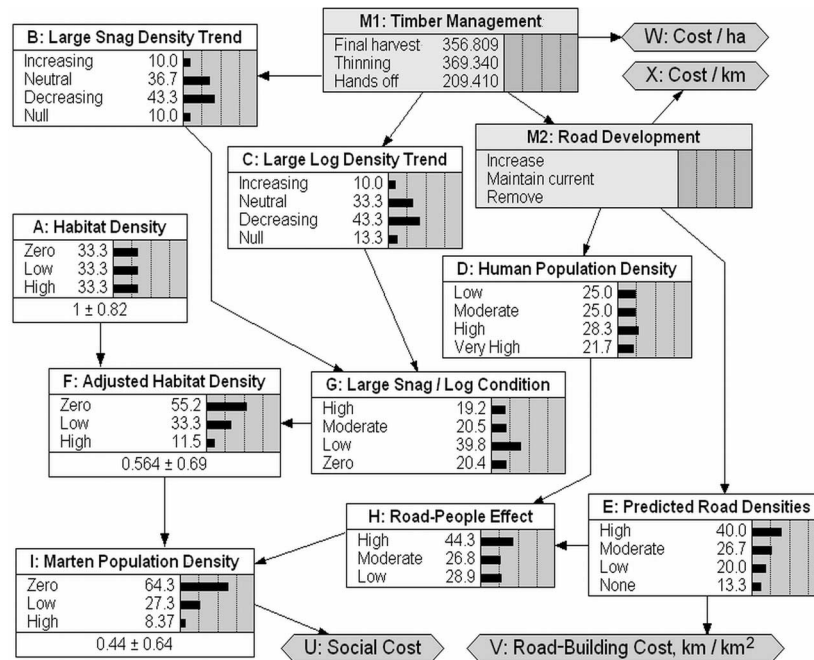 B: Large Snag Density Trend
Increasing 10.0
Neutral 36.7
Decreasing 43.3
Null 10.0
M1: Timber Management
Final harvest 356.809
Thinning 369.340
Hands off 209.410
W: Cost / ha
X: Cost / km
M2: Road Development
Increase
Maintain current
Remove
C: Large Log Density Trend
Increasing 10.0
Neutral 33.3
Decreasing 43.3
Null 13.3
A: Habitat Density
Zero 33.3
Low 33.3
High 33.3
1 ± 0.82
D: Human Population Density
Low 25.0
Moderate 25.0
High 28.3
Very High 21.7
F: Adjusted Habitat Density
Zero 55.2
Low 33.3
High 11.5
0.564 ± 0.69
G: Large Snag / Log Condition
High 19.2
Moderate 20.5
Low 39.8
Zero 20.4
H: Road-People Effect
High 44.3
Moderate 26.8
Low 28.9
E: Predicted Road Densities
High 40.0
Moderate 26.7
Low 20.0
None 13.3
I: Marten Population Density
Zero 64.3
Low 27.3
High 8.37
0.44 ± 0.64
U: Social Cost
V: Road-Building Cost, km / km²